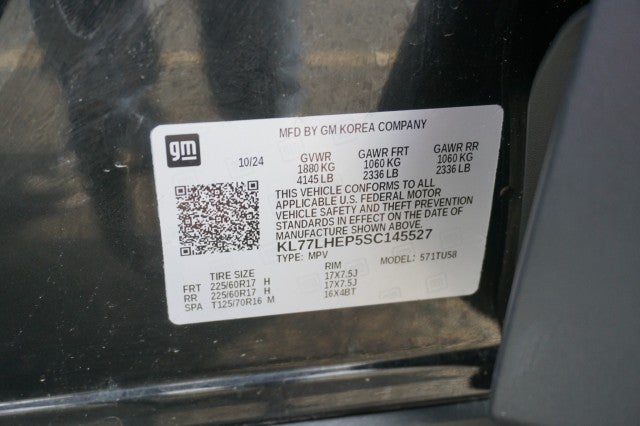 MFD BY GM KOREA COMPANY
gm
10/24
GVWR GAWR FRT GAWR RR
1880 KG 1060 KG 1060 KG
4145 LB 2336 LB 2336 LB
THIS VEHICLE CONFORMS TO ALL
APPLICABLE U.S. FEDERAL MOTOR
VEHICLE SAFETY AND THEFT PREVENTION
STANDARDS IN EFFECT ON THE DATE OF
MANUFACTURE SHOWN ABOVE.
KL77LHEP5SC145527
TYPE: MPV MODEL: 571TU58
TIRE SIZE RIM
FRT 225/60R17 H 17X7.5J
RR 225/60R17 H 17X7.5J
SPA T125/70R16 M 16X4BT